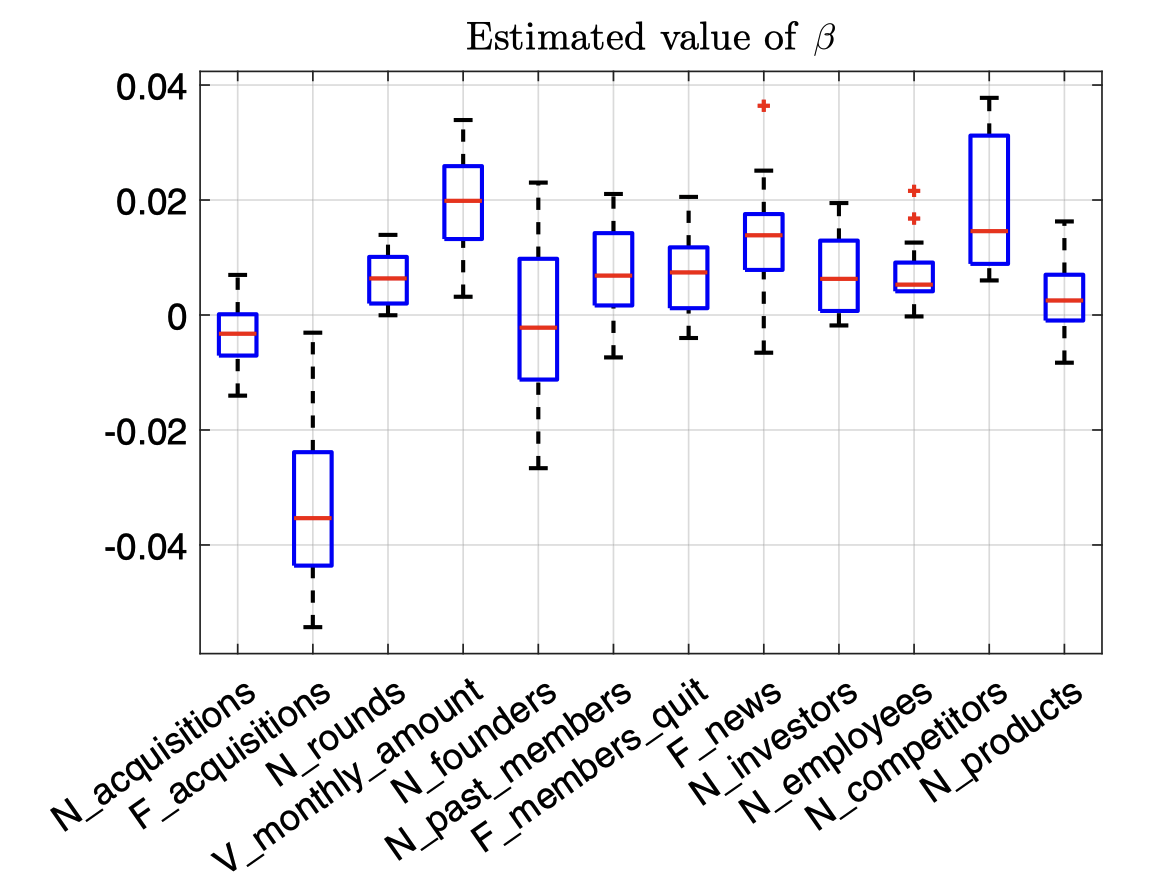 Estimated value of β
0.04
0.02
0
-0.02
-0.04
N_acquisitions
F_acquisitions
N_rounds
V_monthly_amount
N_founders
N_past_members
F_members_quit
F_news
N_investors
N_employees
N_competitors
N_products